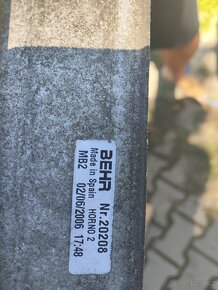 BEHR Nr.20208
Made in Spain HORNO 2
MB2 02/06/2006 17:48